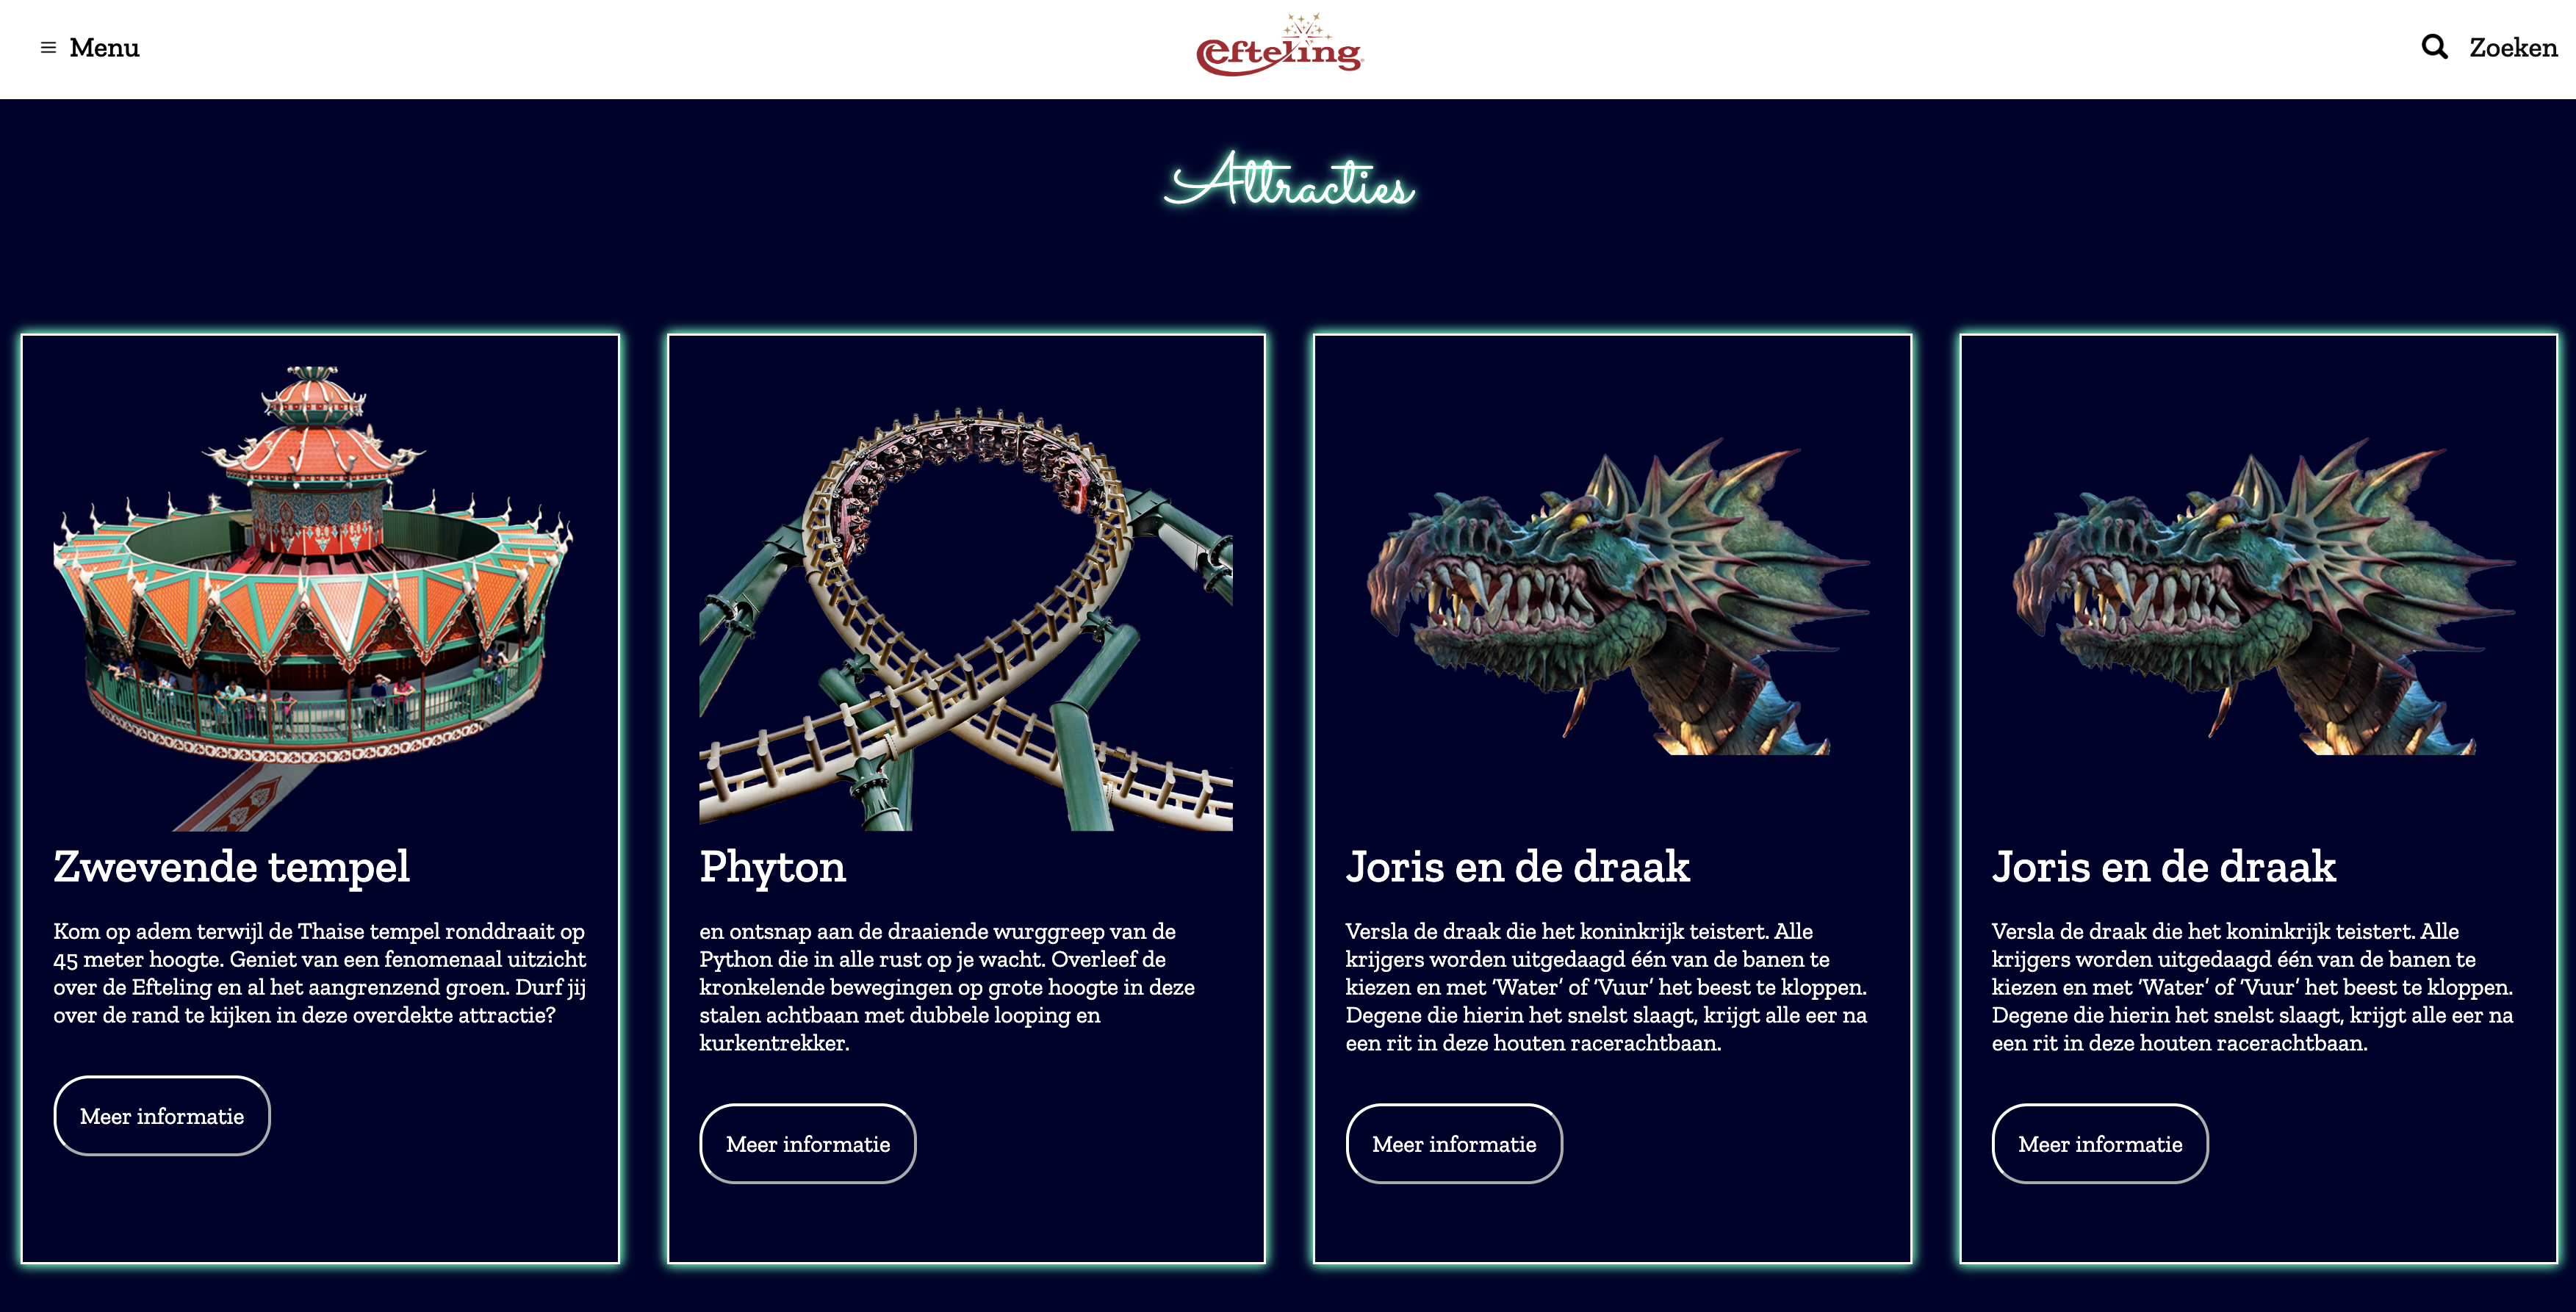 Menu
efteling
Zoeken
Attracties
Zwevende tempel
Kom op adem terwijl de Thaise tempel ronddraait op
45 meter hoogte. Geniet van een fenomenaal uitzicht
over de Efteling en al het aangrenzend groen. Durf jij
over de rand te kijken in deze overdekte attractie?
Meer informatie
Phyton
en ontsnap aan de draaiende wurggreep van de
Python die in alle rust op je wacht. Overleef de
kronkelende bewegingen op grote hoogte in deze
stalen achtbaan met dubbele looping en
kurkentrekker.
Meer informatie
Joris en de draak
Versla de draak die het koninkrijk teistert. Alle
krijgers worden uitgedaagd één van de banen te
kiezen en met ‘Water’ of ‘Vuur’ het beest te kloppen.
Degene die hierin het snelst slaagt, krijgt alle eer na
een rit in deze houten racerachtbaan.
Meer informatie
Joris en de draak
Versla de draak die het koninkrijk teistert. Alle
krijgers worden uitgedaagd één van de banen te
kiezen en met ‘Water’ of ‘Vuur’ het beest te kloppen.
Degene die hierin het snelst slaagt, krijgt alle eer na
een rit in deze houten racerachtbaan.
Meer informatie